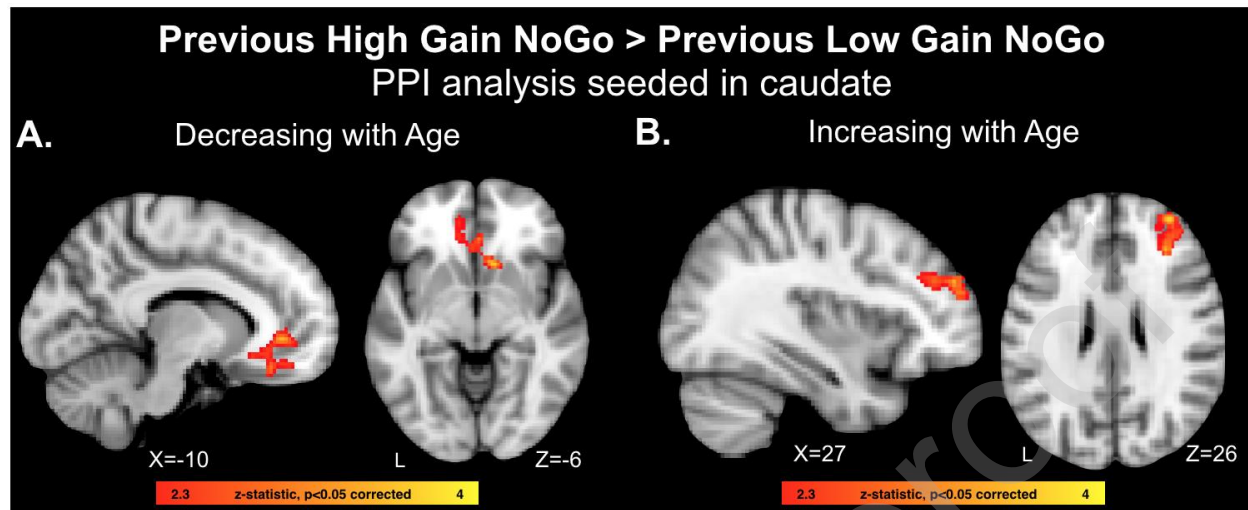 Previous High Gain NoGo > Previous Low Gain NoGo
PPI analysis seeded in caudate
A. Decreasing with Age
B. Increasing with Age
X=-10 L Z=-6
X=27 L Z=26
2.3 z-statistic, p<0.05 corrected 4
2.3 z-statistic, p<0.05 corrected 4